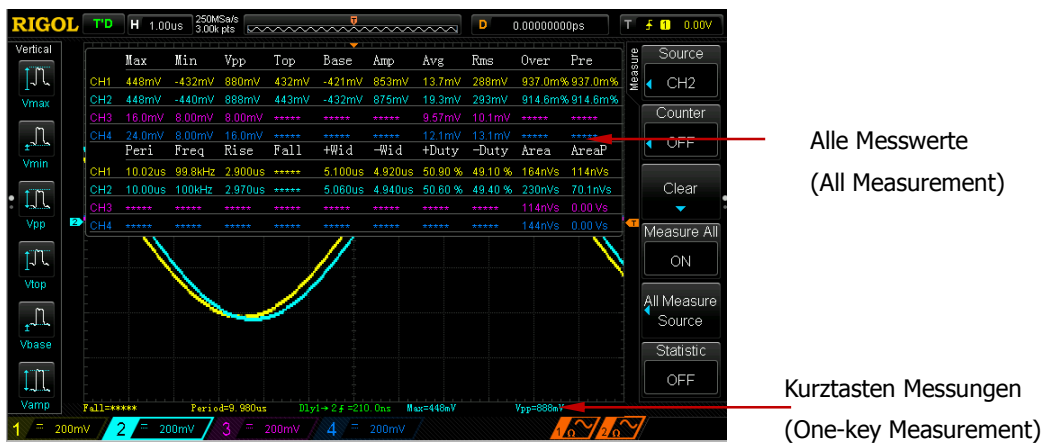 RIGOL T'D H 1.00us 250MSa/s 3.00k pts D 0.00000000ps T 1 0.00V
Vertical
Vmax
Vmin
Vpp
Vtop
Vbase
Vamp
Max Min Vpp Top Base Amp Avg Rms Over Pre
CH1 448mV -432mV 880mV 432mV -421mV 853mV 13.7mV 288mV 937.0m% 937.0m%
CH2 448mV -440mV 888mV 443mV -432mV 875mV 19.3mV 293mV 914.6m% 914.6m%
CH3 16.0mV 8.00mV 8.00mV ***** ***** ***** 9.57mV 10.1mV ***** *****
CH4 24.0mV 8.00mV 16.0mV ***** ***** ***** 12.1mV 13.1mV ***** *****
Peri Freq Rise Fall +Wid -Wid +Duty -Duty Area AreaP
CH1 10.02us 99.8kHz 2.900us ***** 5.100us 4.920us 50.90 % 49.10 % 164nVs 114nVs
CH2 10.00us 100kHz 2.970us ***** 5.060us 4.940us 50.60 % 49.40 % 230nVs 70.1nVs
CH3 ***** ***** ***** ***** ***** ***** ***** ***** 114nVs 0.00 Vs
CH4 ***** ***** ***** ***** ***** ***** ***** ***** 144nVs 0.00 Vs
2
T
Measure
Source
CH2
Counter
OFF
Clear
Measure All
ON
All Measure
Source
Statistic
OFF
Alle Messwerte
(All Measurement)
Fall=***** Period=9.980us Dly1→2⨍=210.0ns Max=448mV Vpp=888mV
1 = 200mV 2 = 200mV 3 = 200mV 4 = 200mV
Kurztasten Messungen
(One-key Measurement)